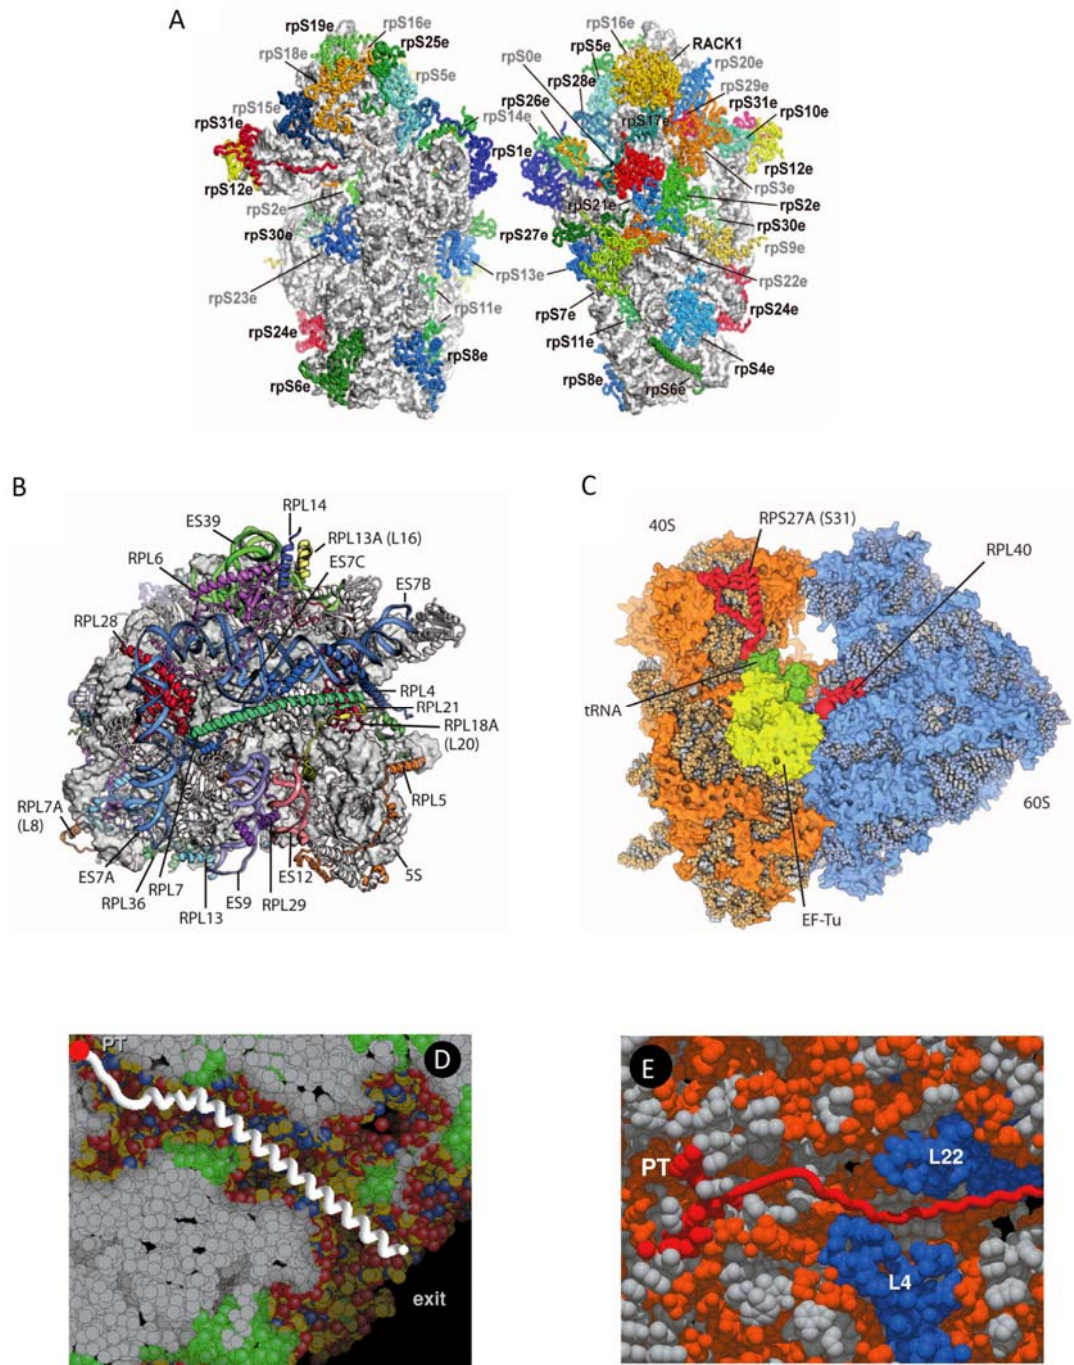 A
rpS19e
rpS16e
rpS25e
rpS18e
rpS5e
rpS15e
rpS31e
rpS12e
rpS2e
rpS30e
rpS23e
rpS24e
rpS6e
rpS14e
rpS1e
rpS13e
rpS11e
rpS8e
rpS16e
RACK1
rpS5e
rpS0e
rpS20e
rpS28e
rpS29e
rpS26e
rpS31e
rpS17e
rpS10e
rpS12e
rpS3e
rpS21e
rpS2e
rpS30e
rpS27e
rpS9e
rpS22e
rpS7e
rpS24e
rpS11e
rpS4e
rpS8e
rpS6e
B
RPL14
ES39
RPL13A (L16)
RPL6
ES7C
ES7B
RPL28
RPL4
RPL21
RPL18A
(L20)
RPL5
RPL7A
(L8)
ES7A
RPL36
RPL7
RPL13
ES9
RPL29
ES12
5S
C
40S
RPS27A (S31)
RPL40
tRNA
60S
EF-Tu
PT
D
exit
E
PT
L22
L4